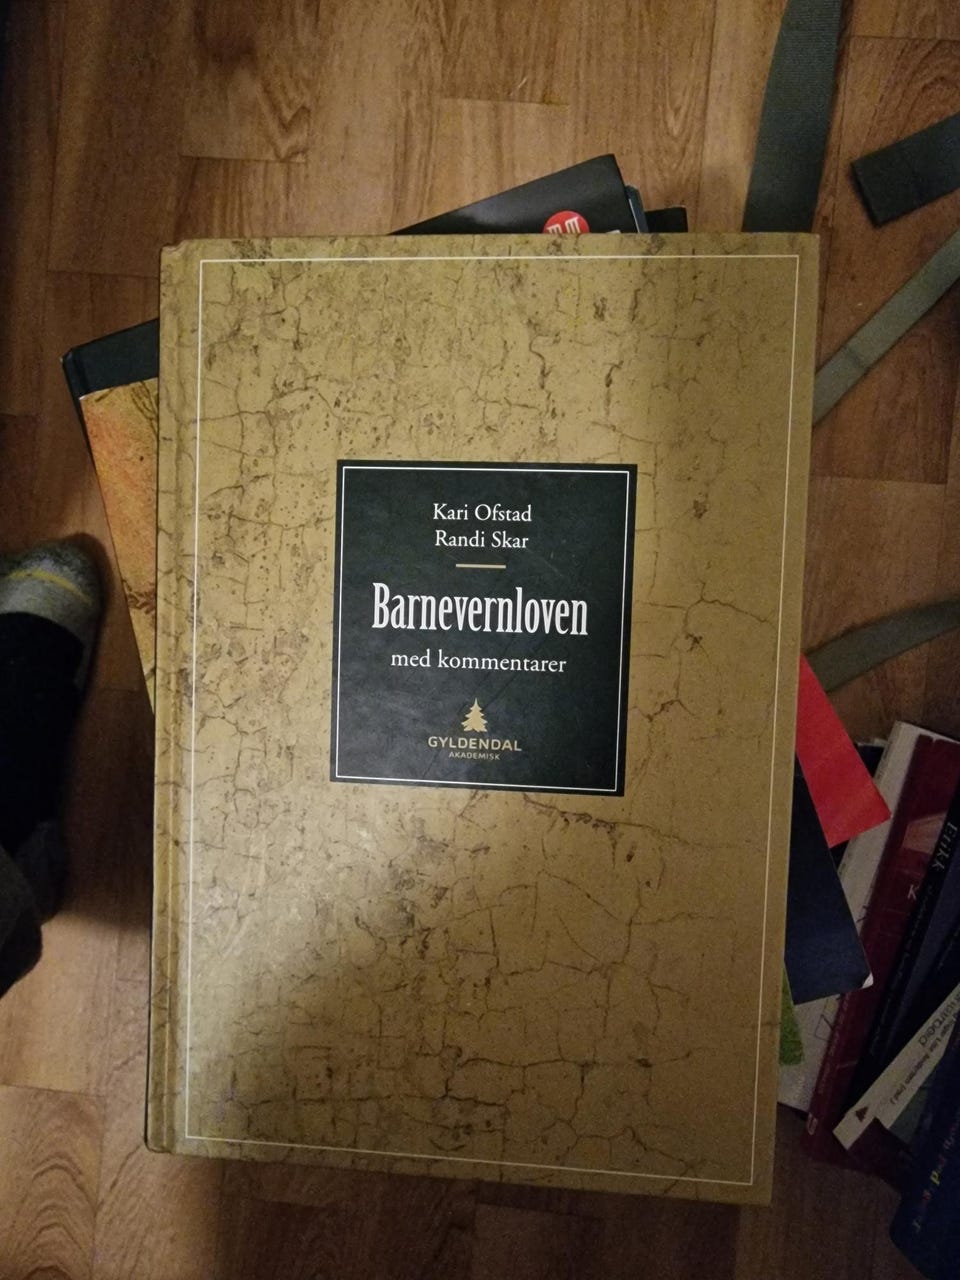 Kari Ofstad
Randi Skar
Barnevernloven
med kommentarer
GYLDENDAL
AKADEMISK